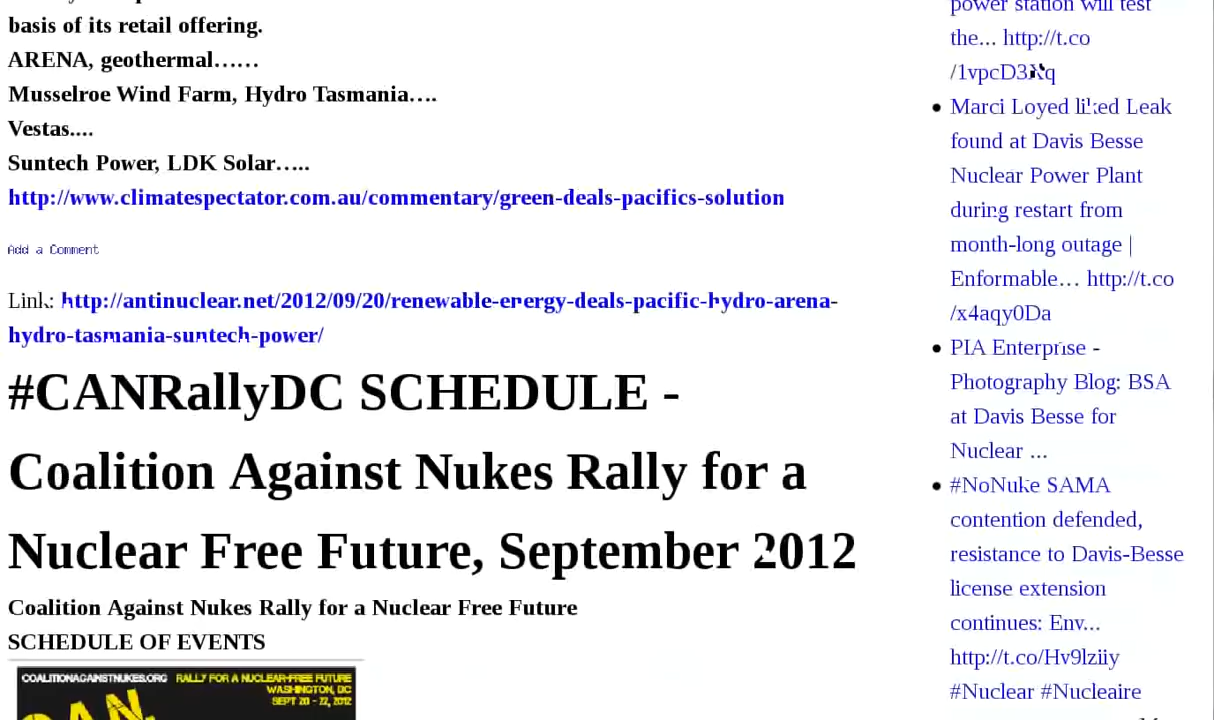 basis of its retail offering.
ARENA, geothermal……
Musselroe Wind Farm, Hydro Tasmania….
Vestas....
Suntech Power, LDK Solar…..
http://www.climatespectator.com.au/commentary/green-deals-pacifics-solution
Add a Comment
Link: http://antinuclear.net/2012/09/20/renewable-energy-deals-pacific-hydro-arena-
hydro-tasmania-suntech-power/
#CANRallyDC SCHEDULE -
Coalition Against Nukes Rally for a
Nuclear Free Future, September 2012
Coalition Against Nukes Rally for a Nuclear Free Future
SCHEDULE OF EVENTS
COALITIONAGAINSTNUKES.ORG RALLY FOR A NUCLEAR-FREE FUTURE
WASHINGTON, DC
SEPT 20 - 22, 2012
CAN
power station will test
the... http://t.co
Marci Loyed liked Leak
found at Davis Besse
Nuclear Power Plant
during restart from
month-long outage |
Enformable… http://t.co
/x4aqy0Da
PIA Enterprise -
Photography Blog: BSA
at Davis Besse for
Nuclear ...
#NoNuke SAMA
contention defended,
resistance to Davis-Besse
license extension
continues: Env...
http://t.co/Hv9lziiy
#Nuclear #Nucleaire